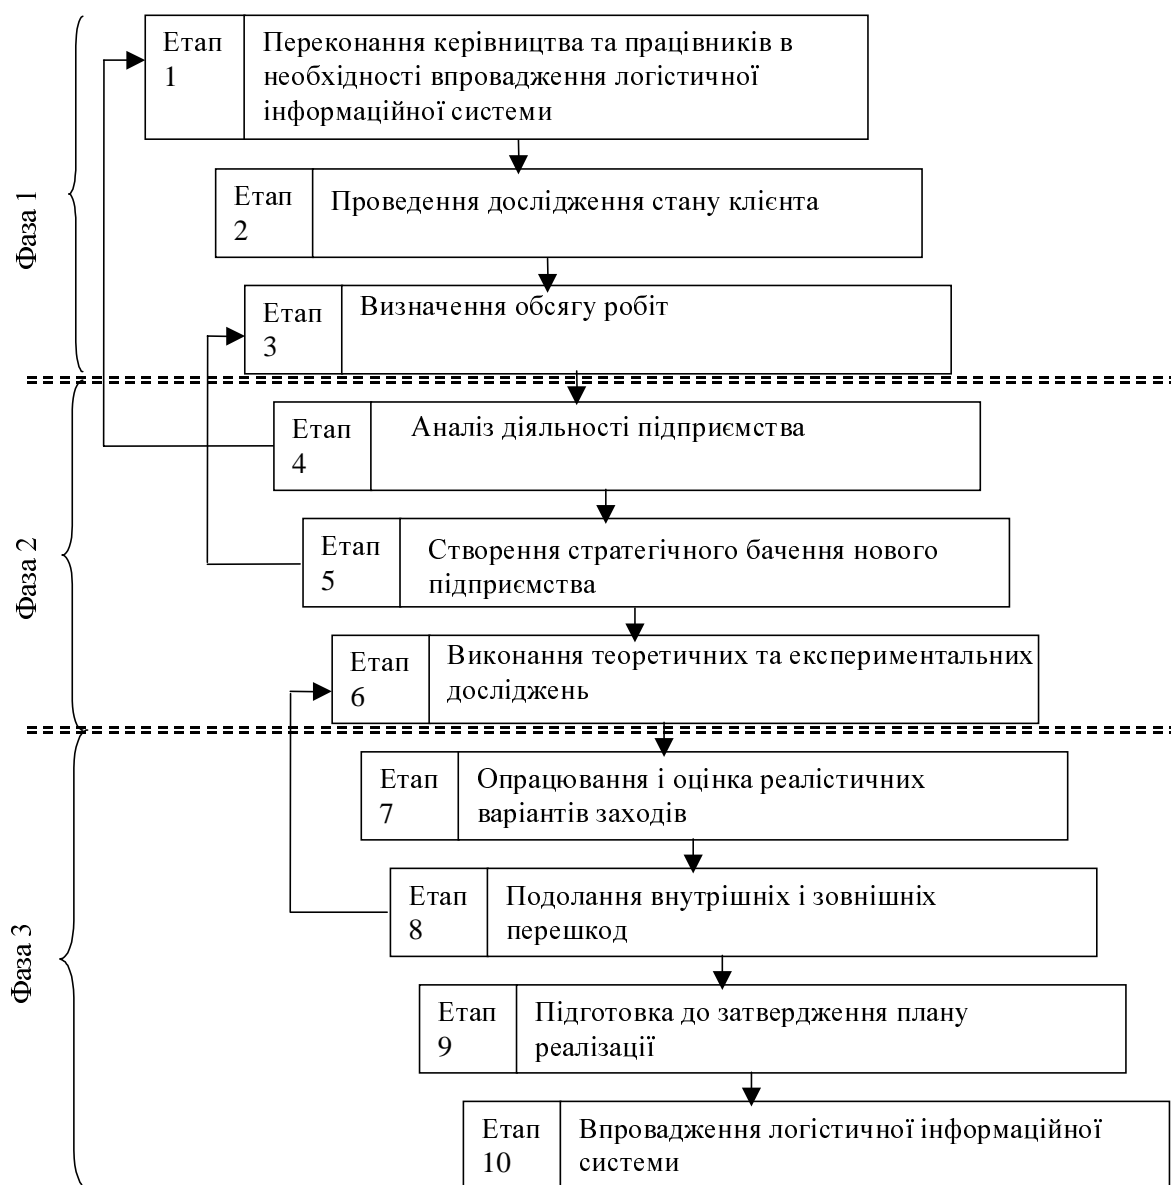 Фаза 1
Етап
1
Переконання керівництва та працівників в
необхідності впровадження логістичної
інформаційної системи
Етап
2
Проведення дослідження стану клієнта
Етап
3
Визначення обсягу робіт
Фаза 2
Етап
4
Аналіз діяльності підприємства
Етап
5
Створення стратегічного бачення нового
підприємства
Етап
6
Виконання теоретичних та експериментальних
досліджень
Фаза 3
Етап
7
Опрацювання і оцінка реалістичних
варіантів заходів
Етап
8
Подолання внутрішніх і зовнішніх
перешкод
Етап
9
Підготовка до затвердження плану
реалізації
Етап
10
Впровадження логістичної інформаційної
системи